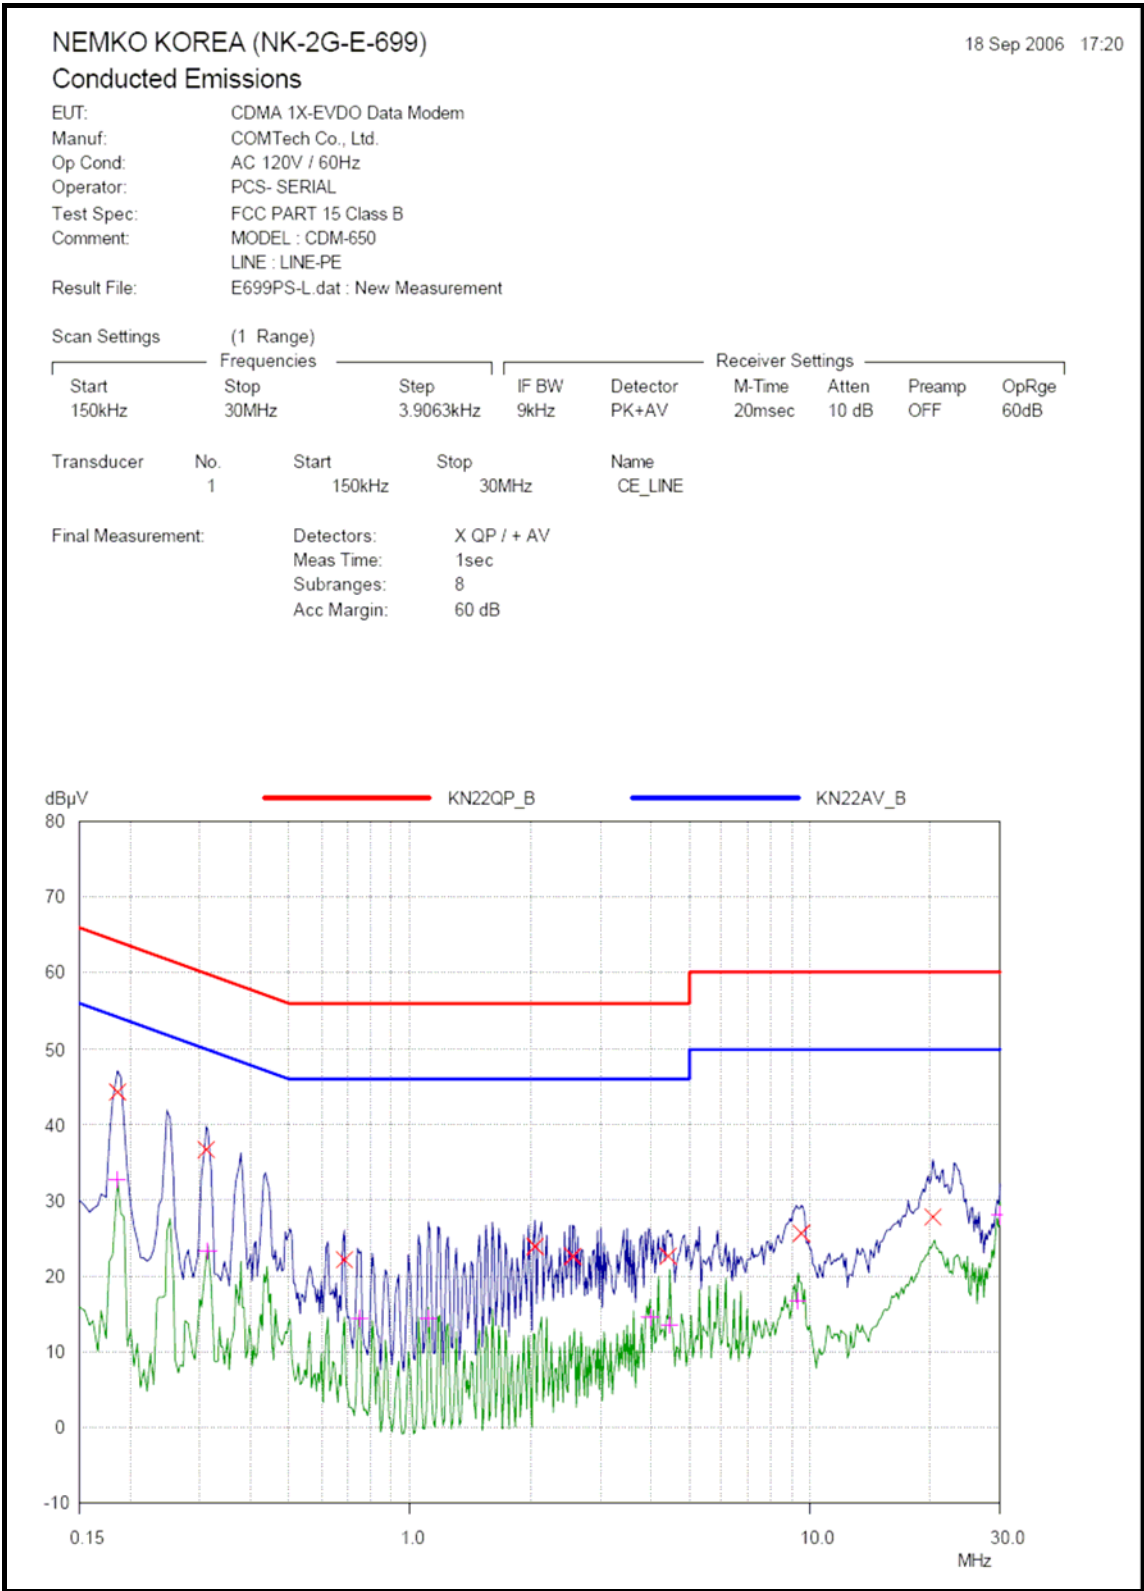 NEMKO KOREA (NK-2G-E-699) 18 Sep 2006 17:20
Conducted Emissions
EUT: CDMA 1X-EVDO Data Modem
Manuf: COMTech Co., Ltd.
Op Cond: AC 120V / 60Hz
Operator: PCS- SERIAL
Test Spec: FCC PART 15 Class B
Comment: MODEL : CDM-650
LINE : LINE-PE
Result File: E699PS-L.dat : New Measurement
Scan Settings (1 Range)
Frequencies Receiver Settings
Start Stop Step IF BW Detector M-Time Atten Preamp OpRge
150kHz 30MHz 3.9063kHz 9kHz PK+AV 20msec 10 dB OFF 60dB
Transducer No. Start Stop Name
1 150kHz 30MHz CE_LINE
Final Measurement: Detectors: X QP / + AV
Meas Time: 1sec
Subranges: 8
Acc Margin: 60 dB
dBµV KN22QP_B KN22AV_B
80
70
60
50
40
30
20
10
0
-10
0.15 1.0 10.0 30.0
MHz